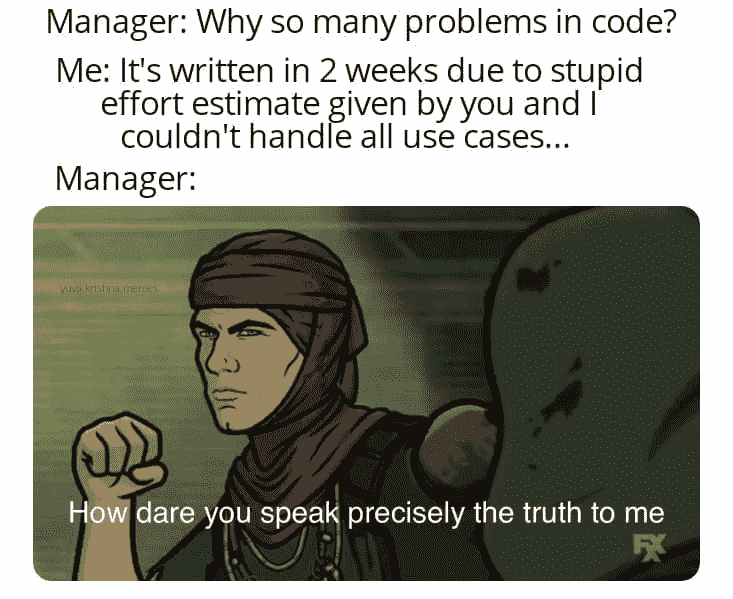 Manager: Why so many problems in code?
Me: It's written in 2 weeks due to stupid
effort estimate given by you and I
couldn't handle all use cases...
Manager:
yuva.krishna.memes
How dare you speak precisely the truth to me
FX